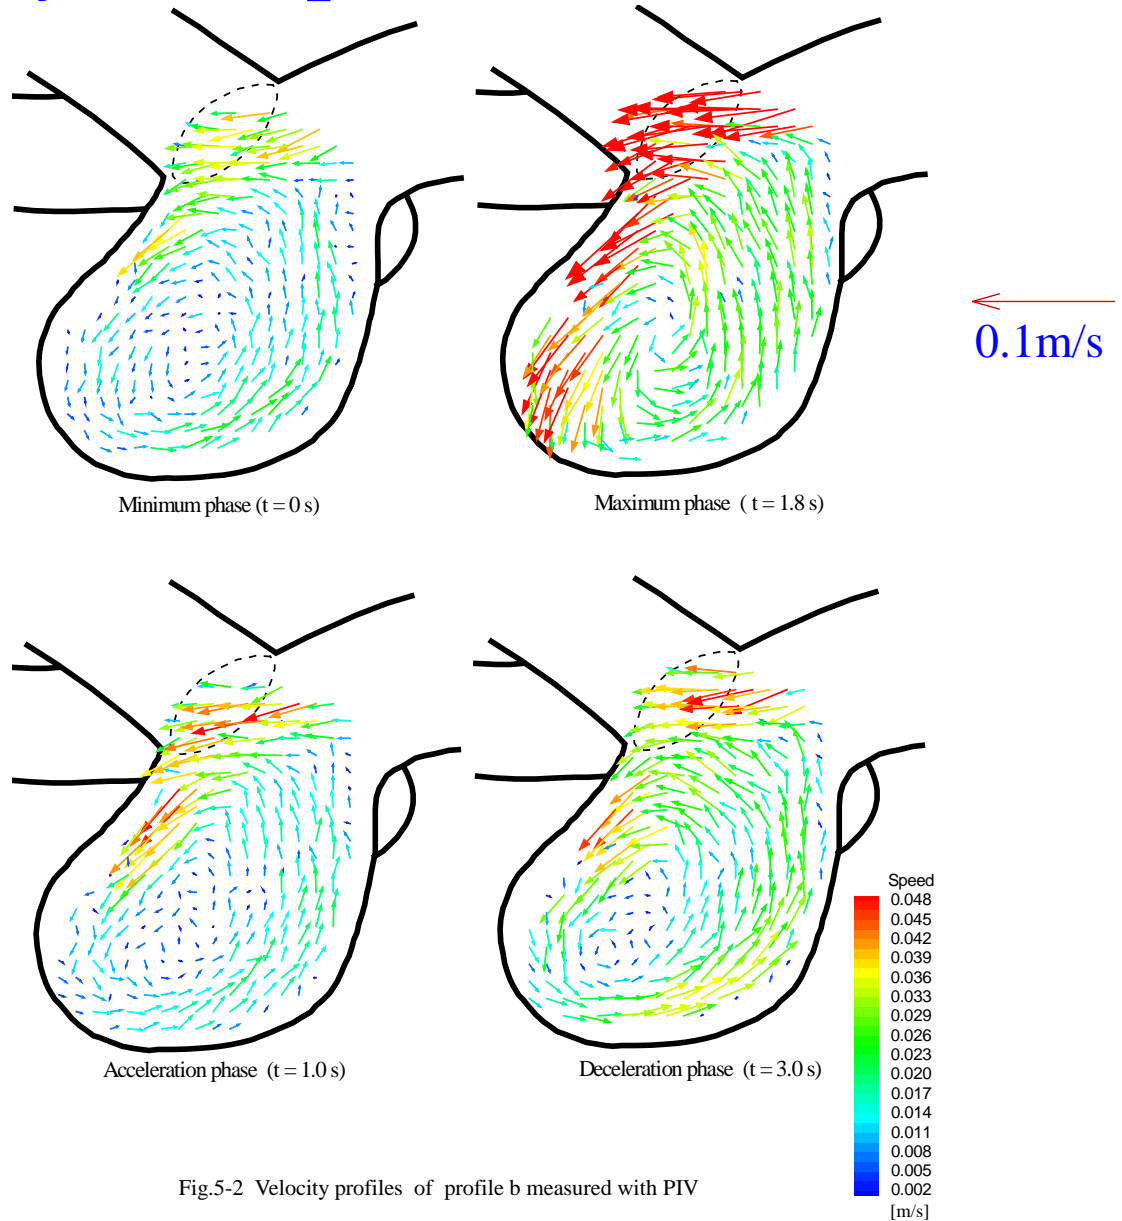 0.1m/s
Minimum phase (t = 0 s)
Maximum phase ( t = 1.8 s)
Acceleration phase (t = 1.0 s)
Deceleration phase (t = 3.0 s)
Speed
0.048
0.045
0.042
0.039
0.036
0.033
0.029
0.026
0.023
0.020
0.017
0.014
0.011
0.008
0.005
0.002
[m/s]
Fig.5-2 Velocity profiles of profile b measured with PIV